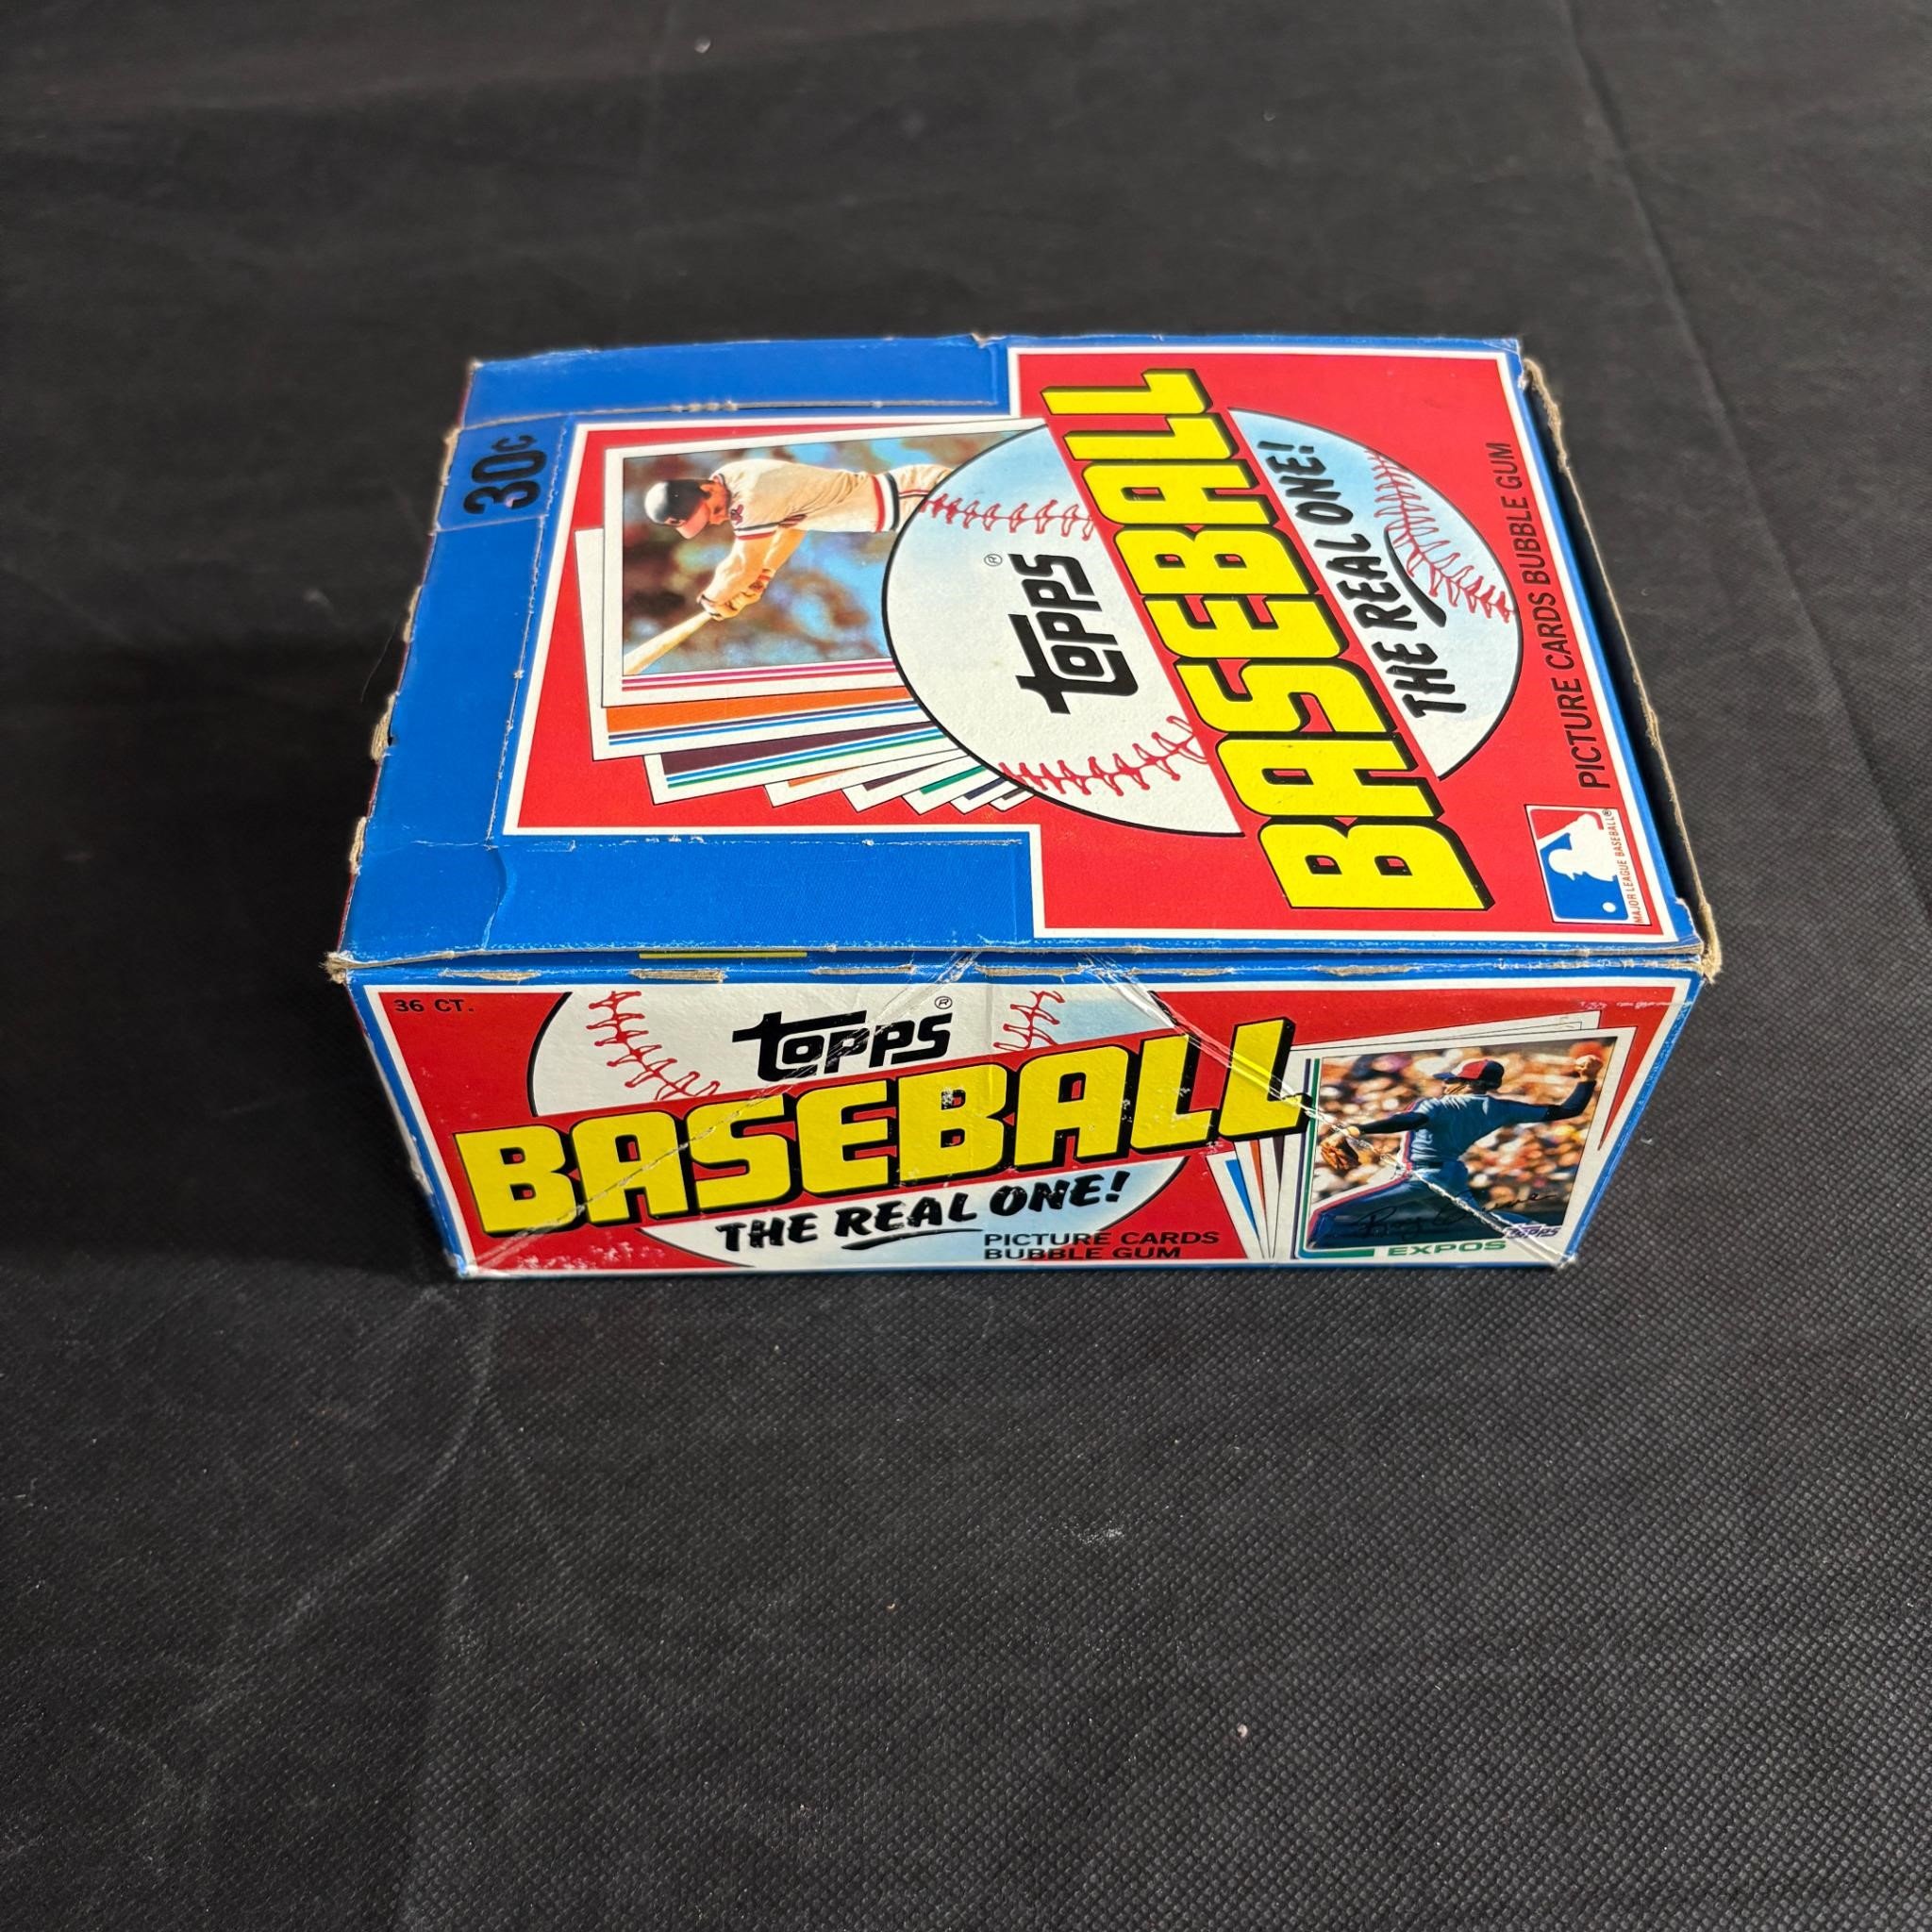 30¢
TOPPS®
BASEBALL
THE REAL ONE!
PICTURE CARDS BUBBLE GUM
MAJOR LEAGUE BASEBALL®
36 CT.
TOPPS®
BASEBALL
THE REAL ONE!
PICTURE CARDS
BUBBLE GUM
TOPPS
EXPOS